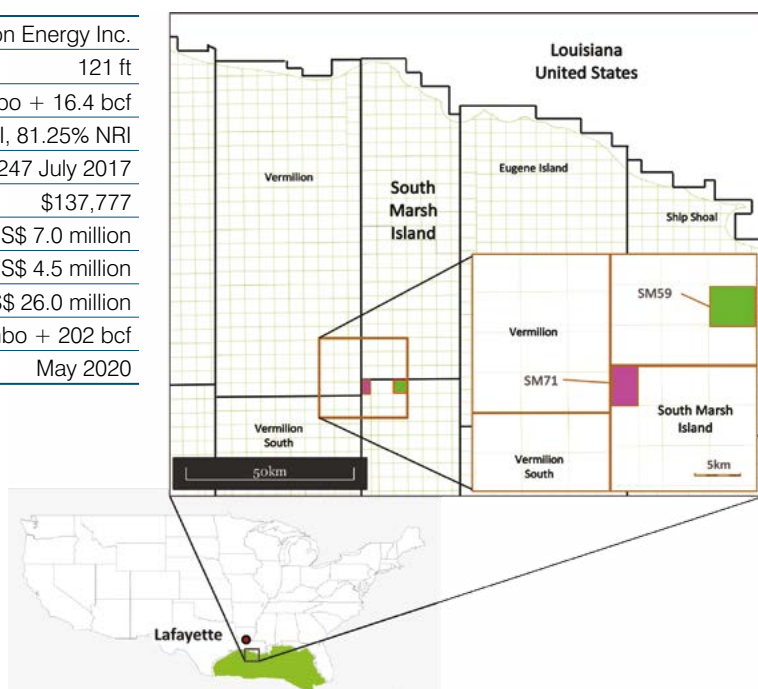 on Energy Inc.
121 ft
bo + 16.4 bcf
I, 81.25% NRI
247 July 2017
$137,777
S$ 7.0 million
S$ 4.5 million
S$ 26.0 million
bo + 202 bcf
May 2020
Louisiana
United States
Vermilion
South
Marsh
Island
Eugene Island
Ship Shoal
SM59
Vermilion
SM71
South Marsh
Island
Vermilion
South
Vermilion
South
5km
50km
Lafayette